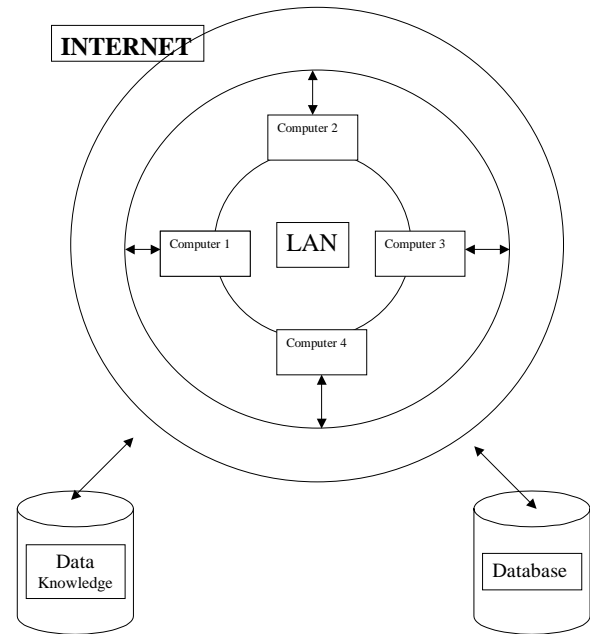 INTERNET
Computer 2
Computer 1
LAN
Computer 3
Computer 4
Data
Knowledge
Database